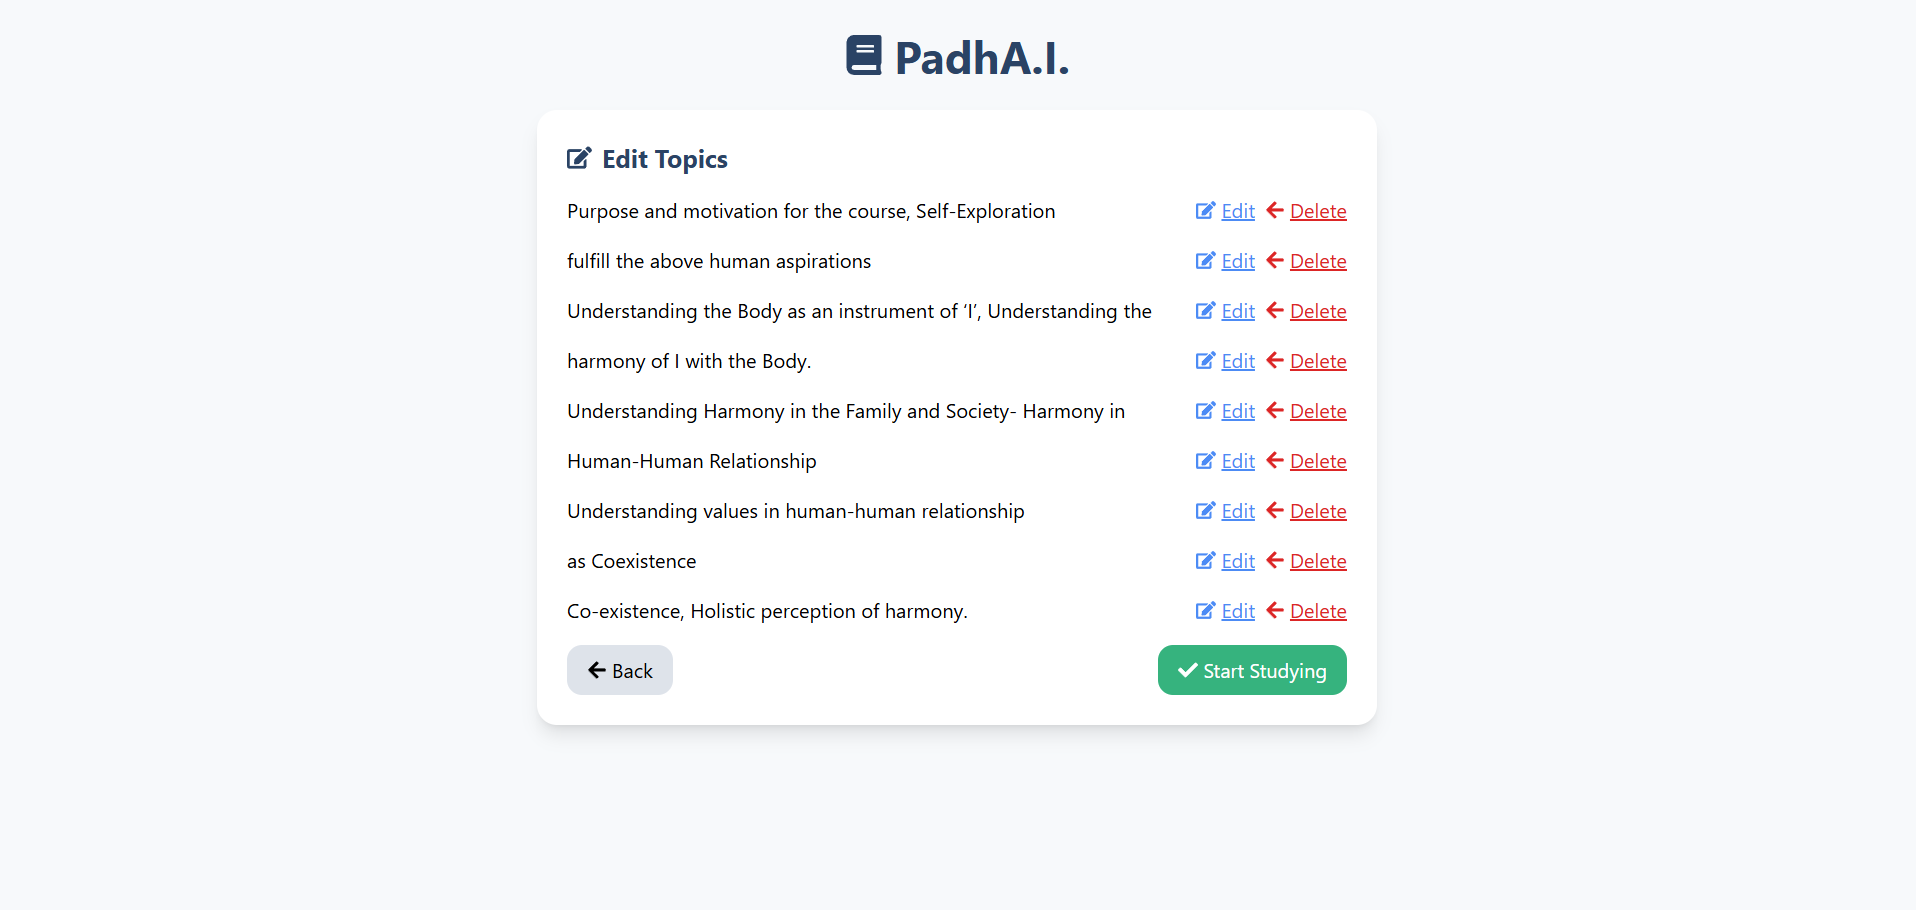 PadhA.I.
Edit Topics
Purpose and motivation for the course, Self-Exploration Edit Delete
fulfill the above human aspirations Edit Delete
Understanding the Body as an instrument of ‘I’, Understanding the Edit Delete
harmony of I with the Body. Edit Delete
Understanding Harmony in the Family and Society- Harmony in Edit Delete
Human-Human Relationship Edit Delete
Understanding values in human-human relationship Edit Delete
as Coexistence Edit Delete
Co-existence, Holistic perception of harmony. Edit Delete
Back Start Studying